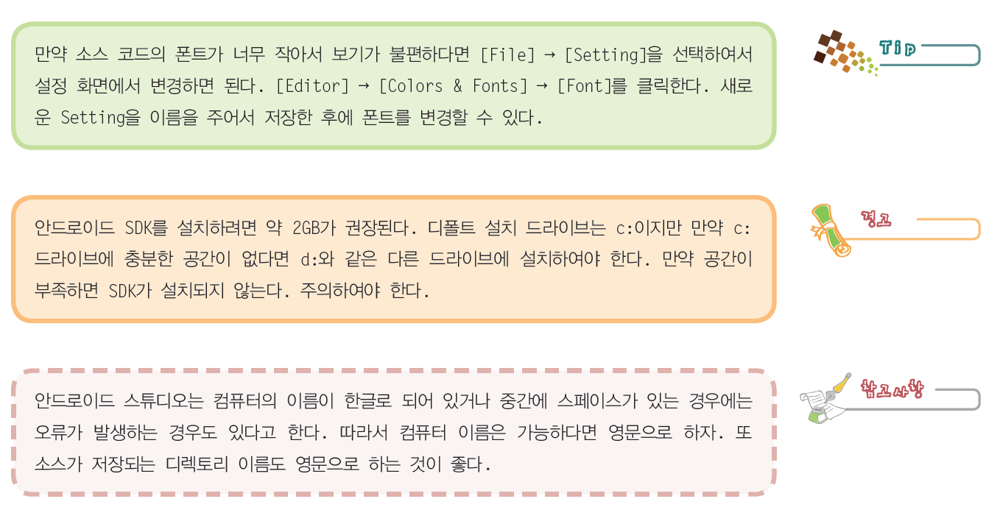 만약 소스 코드의 폰트가 너무 작아서 보기가 불편하다면 [File] → [Setting]을 선택하여서
설정 화면에서 변경하면 된다. [Editor] → [Colors & Fonts] → [Font]를 클릭한다. 새로
운 Setting을 이름을 주어서 저장한 후에 폰트를 변경할 수 있다.
Tip
안드로이드 SDK를 설치하려면 약 2GB가 권장된다. 디폴트 설치 드라이브는 c:이지만 만약 c:
드라이브에 충분한 공간이 없다면 d:와 같은 다른 드라이브에 설치하여야 한다. 만약 공간이
부족하면 SDK가 설치되지 않는다. 주의하여야 한다.
경고
안드로이드 스튜디오는 컴퓨터의 이름이 한글로 되어 있거나 중간에 스페이스가 있는 경우에는
오류가 발생하는 경우도 있다고 한다. 따라서 컴퓨터 이름은 가능하다면 영문으로 하자. 또
소스가 저장되는 디렉토리 이름도 영문으로 하는 것이 좋다.
참고사항